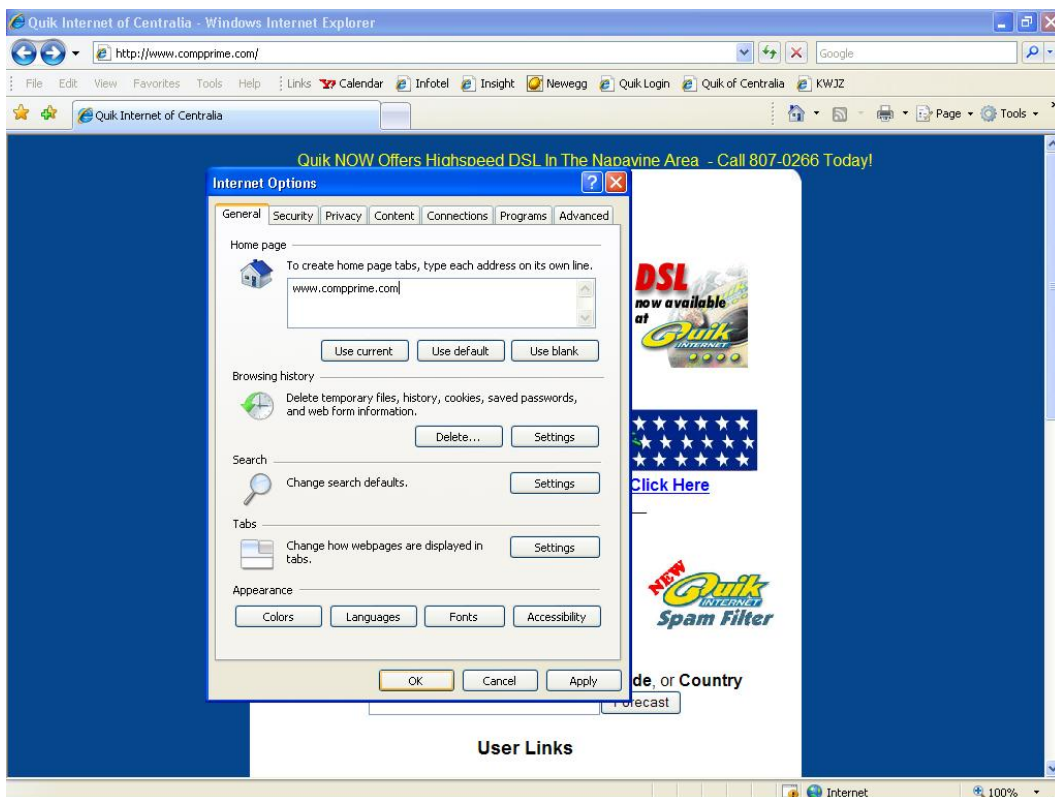 Quik Internet of Centralia - Windows Internet Explorer
http://www.compprime.com/
Google
File Edit View Favorites Tools Help Links Calendar Infotel Insight Newegg Quik Login Quik of Centralia KWJZ
Quik Internet of Centralia
Page Tools
Quik NOW Offers Highspeed DSL In The Napavine Area - Call 807-0266 Today!
Internet Options
General Security Privacy Content Connections Programs Advanced
Home page
To create home page tabs, type each address on its own line.
www.compprime.com
Use current Use default Use blank
Browsing history
Delete temporary files, history, cookies, saved passwords,
and web form information.
Delete... Settings
Search
Change search defaults.
Settings
Tabs
Change how webpages are displayed in
tabs.
Settings
Appearance
Colors Languages Fonts Accessibility
OK Cancel Apply
DSL
now available
at
Quik
INTERNET
Click Here
NEW
Quik
INTERNET
Spam Filter
de, or Country
Forecast
User Links
Internet
100%